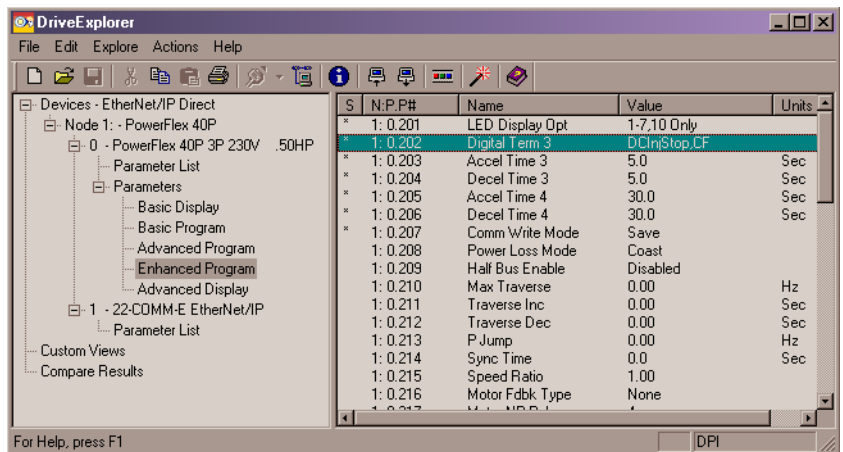 DriveExplorer
File Edit Explore Actions Help
Devices - EtherNet/IP Direct
Node 1: - PowerFlex 40P
0 - PowerFlex 40P 3P 230V .50HP
Parameter List
Parameters
Basic Display
Basic Program
Advanced Program
Enhanced Program
Advanced Display
1 - 22-COMM-E EtherNet/IP
Parameter List
Custom Views
Compare Results
S N:P.P# Name Value Units
* 1: 0.201 LED Display Opt 1-7,10 Only
* 1: 0.202 Digital Term 3 DCInjStop,CF
* 1: 0.203 Accel Time 3 5.0 Sec
* 1: 0.204 Decel Time 3 5.0 Sec
* 1: 0.205 Accel Time 4 30.0 Sec
* 1: 0.206 Decel Time 4 30.0 Sec
* 1: 0.207 Comm Write Mode Save
1: 0.208 Power Loss Mode Coast
1: 0.209 Half Bus Enable Disabled
1: 0.210 Max Traverse 0.00 Hz
1: 0.211 Traverse Inc 0.00 Sec
1: 0.212 Traverse Dec 0.00 Sec
1: 0.213 P Jump 0.00 Hz
1: 0.214 Sync Time 0.0 Sec
1: 0.215 Speed Ratio 1.00
1: 0.216 Motor Fdbk Type None
For Help, press F1
DPI